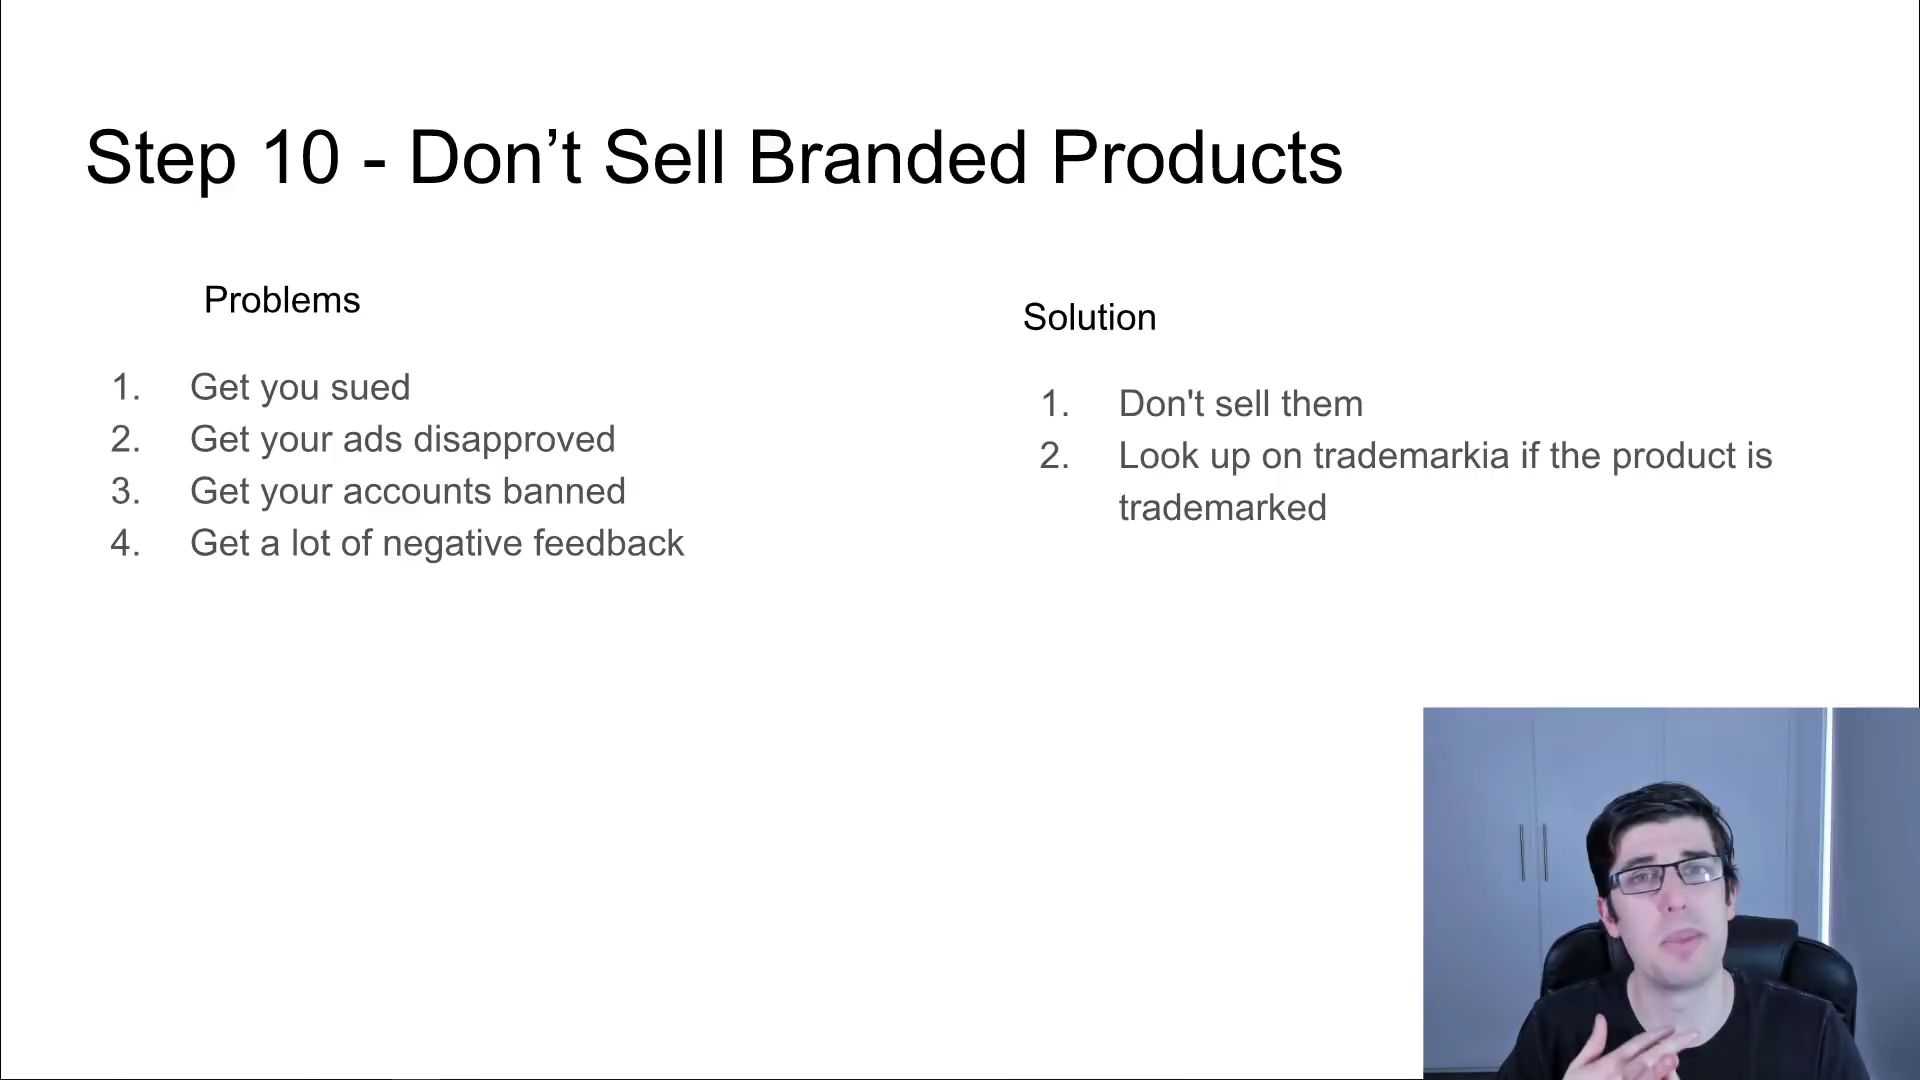 Step 10 - Don’t Sell Branded Products
Problems
1. Get you sued
2. Get your ads disapproved
3. Get your accounts banned
4. Get a lot of negative feedback
Solution
1. Don't sell them
2. Look up on trademarkia if the product is
trademarked